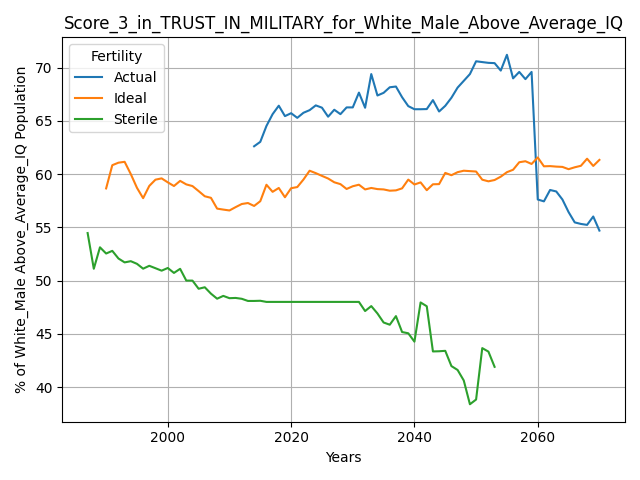 Score_3_in_TRUST_IN_MILITARY_for_White_Male_Above_Average_IQ
% of White_Male Above_Average_IQ Population
70
65
60
55
50
45
40
Fertility
Actual
Ideal
Sterile
2000
2020
2040
2060
Years